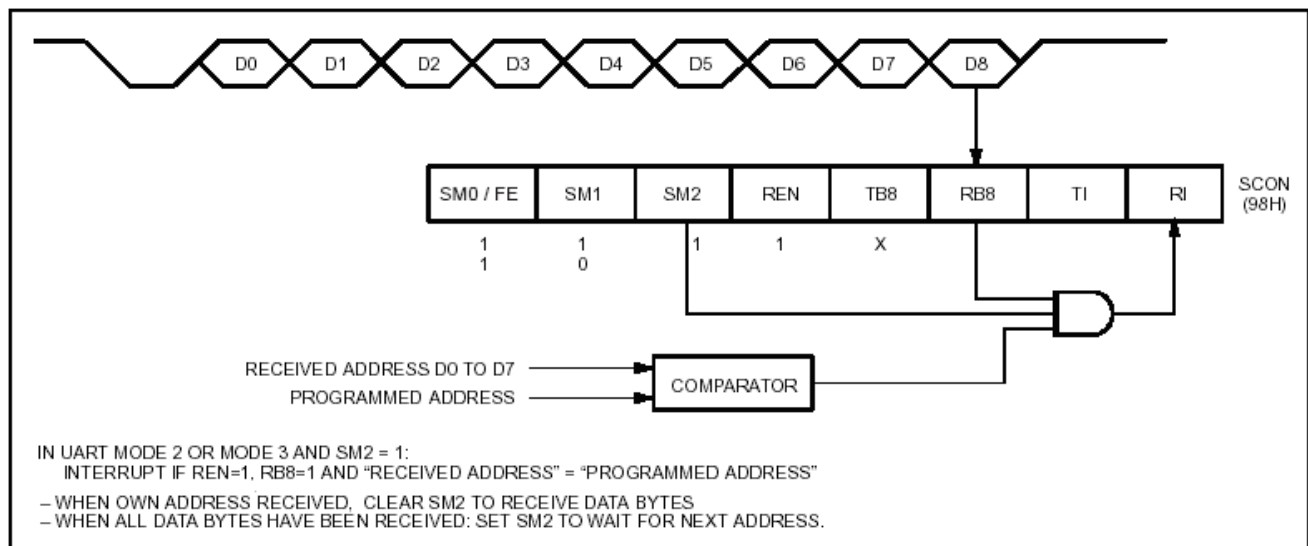 D0 D1 D2 D3 D4 D5 D6 D7 D8
SM0 / FE SM1 SM2 REN TB8 RB8 TI RI
SCON
(98H)
1 1 1 1 X
1 0
RECEIVED ADDRESS D0 TO D7
PROGRAMMED ADDRESS
COMPARATOR
IN UART MODE 2 OR MODE 3 AND SM2 = 1:
INTERRUPT IF REN=1, RB8=1 AND “RECEIVED ADDRESS” = “PROGRAMMED ADDRESS”
– WHEN OWN ADDRESS RECEIVED, CLEAR SM2 TO RECEIVE DATA BYTES
– WHEN ALL DATA BYTES HAVE BEEN RECEIVED: SET SM2 TO WAIT FOR NEXT ADDRESS.